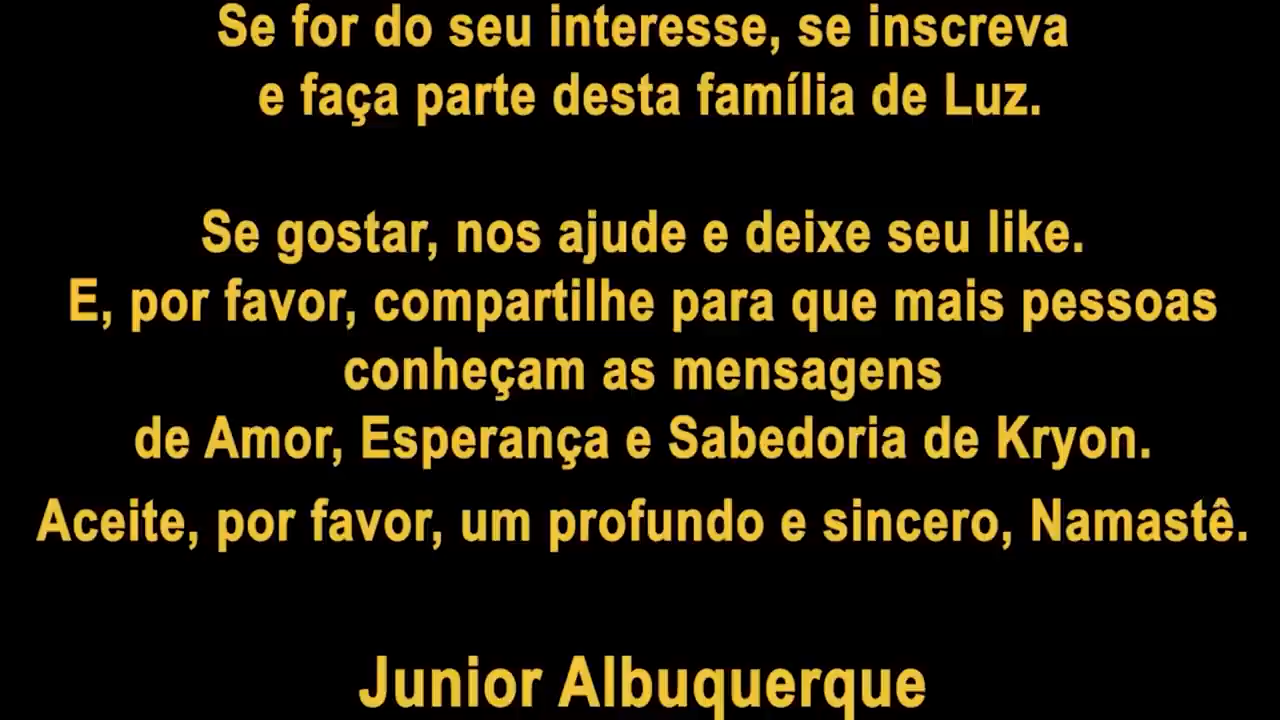 Se for do seu interesse, se inscreva
e faça parte desta família de Luz.
Se gostar, nos ajude e deixe seu like.
E, por favor, compartilhe para que mais pessoas
conheçam as mensagens
de Amor, Esperança e Sabedoria de Kryon.
Aceite, por favor, um profundo e sincero, Namastê.
Junior Albuquerque